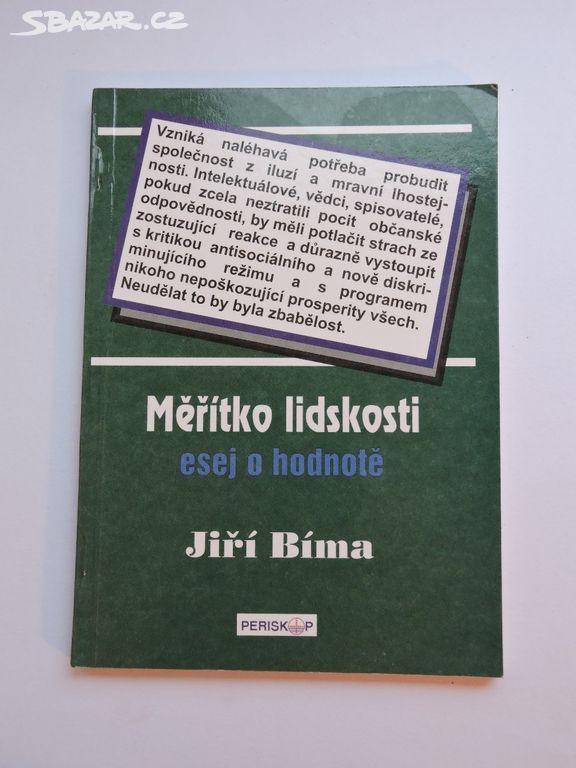 SBAZAR.CZ
Vzniká naléhavá potřeba probudit
společnost z iluzí a mravní lhostej-
nosti. Intelektuálové, vědci, spisovatelé,
pokud zcela neztratili pocit občanské
odpovědnosti, by měli potlačit strach ze
zostuzující reakce a důrazně vystoupit
s kritikou antisociálního a nově diskri-
minujícího režimu a s programem
nikoho nepoškozující prosperity všech.
Neudělat to by byla zbabělost.
Měřítko lidskosti
esej o hodnotě
Jiří Bíma
PERISKOP